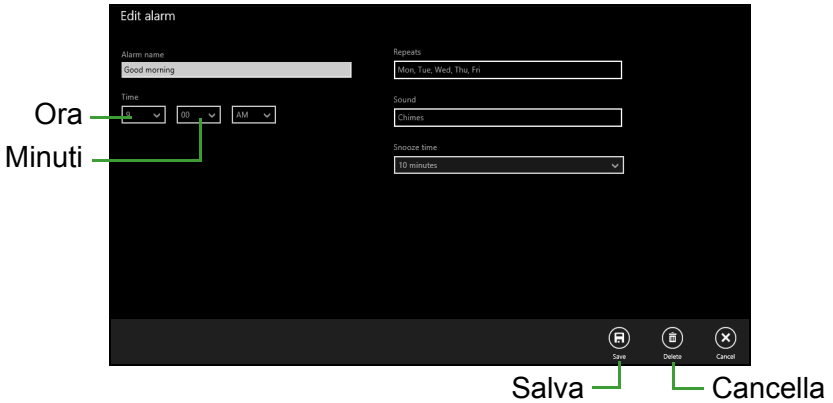 Edit alarm
Alarm name
Good morning
Repeats
Mon, Tue, Wed, Thu, Fri
Time
Ora
9
00
AM
Sound
Chimes
Minuti
Snooze time
10 minutes
Save
Delete
Cancel
Salva
Cancella